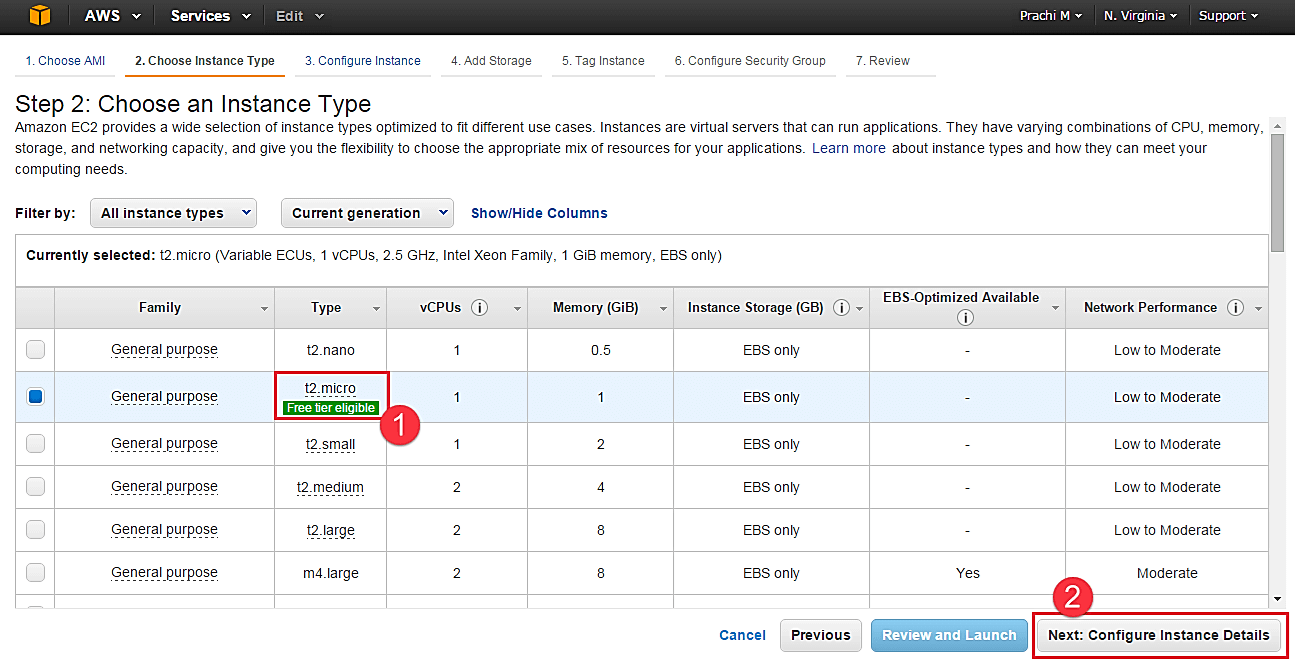 AWS Services Edit Prachi M N. Virginia Support
1. Choose AMI 2. Choose Instance Type 3. Configure Instance 4. Add Storage 5. Tag Instance 6. Configure Security Group 7. Review
Step 2: Choose an Instance Type
Amazon EC2 provides a wide selection of instance types optimized to fit different use cases. Instances are virtual servers that can run applications. They have varying combinations of CPU, memory,
storage, and networking capacity, and give you the flexibility to choose the appropriate mix of resources for your applications. Learn more about instance types and how they can meet your
computing needs.
Filter by: All instance types Current generation Show/Hide Columns
Currently selected: t2.micro (Variable ECUs, 1 vCPUs, 2.5 GHz, Intel Xeon Family, 1 GiB memory, EBS only)
Family Type vCPUs i Memory (GiB) Instance Storage (GB) i EBS-Optimized Available i Network Performance i
General purpose t2.nano 1 0.5 EBS only - Low to Moderate
General purpose t2.micro 1 1 EBS only - Low to Moderate
Free tier eligible
1
General purpose t2.small 1 2 EBS only - Low to Moderate
General purpose t2.medium 2 4 EBS only - Low to Moderate
General purpose t2.large 2 8 EBS only - Low to Moderate
General purpose m4.large 2 8 EBS only Yes Moderate
2
Cancel Previous Review and Launch Next: Configure Instance Details